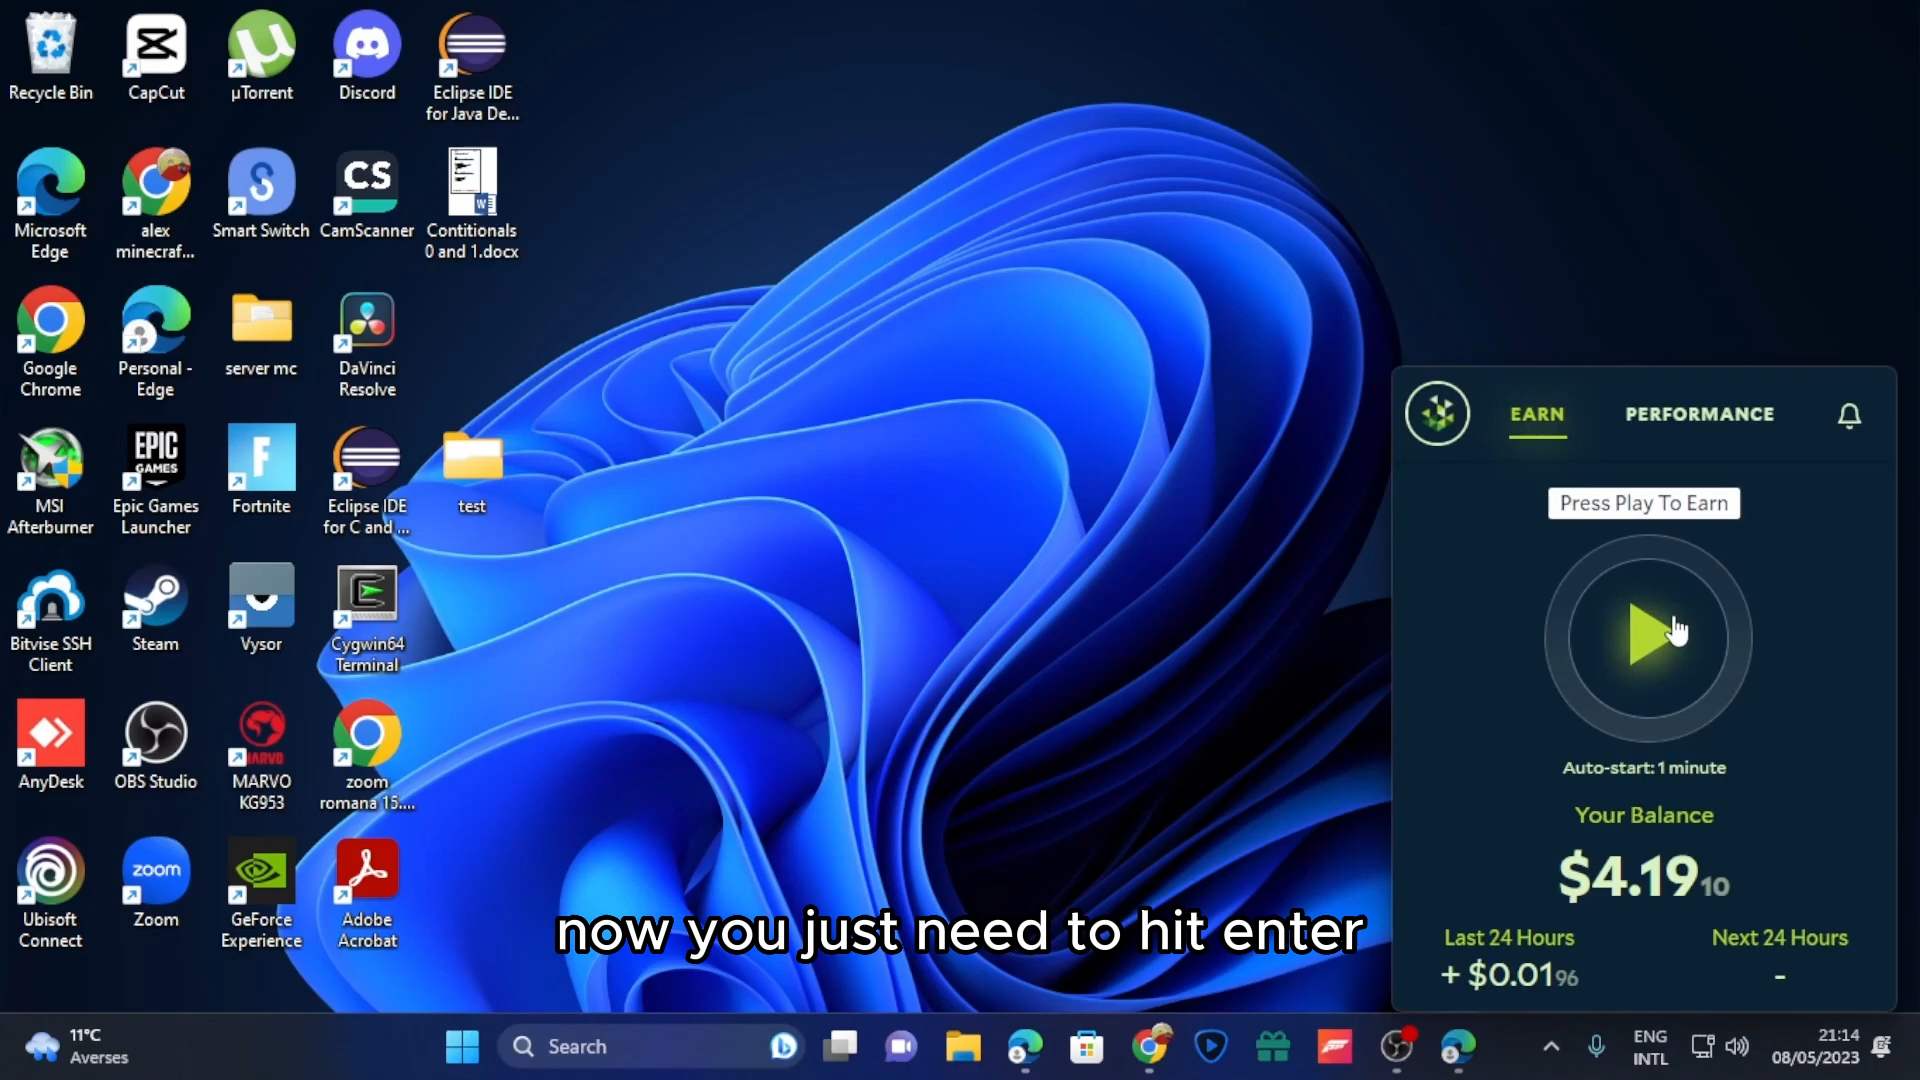 Recycle Bin
CapCut
µTorrent
Discord
Eclipse IDE
for Java De...
Microsoft
Edge
alex
minecraf...
Smart Switch
CS
CamScanner
Contitionals
0 and 1.docx
Google
Chrome
Personal -
Edge
server mc
DaVinci
Resolve
MSI
Afterburner
EPIC
GAMES
Epic Games
Launcher
Fortnite
Eclipse IDE
for C and ...
test
Bitvise SSH
Client
Steam
Vysor
Cygwin64
Terminal
AnyDesk
OBS Studio
MARVO
MARVO
KG953
zoom
romana 15....
Ubisoft
Connect
zoom
Zoom
GeForce
Experience
Adobe
Acrobat
EARN
PERFORMANCE
Press Play To Earn
Auto-start: 1 minute
Your Balance
$4.1910
Last 24 Hours
Next 24 Hours
+ $0.0196
-
now you just need to hit enter
11°C
Averses
Search
ENG
INTL
21:14
08/05/2023